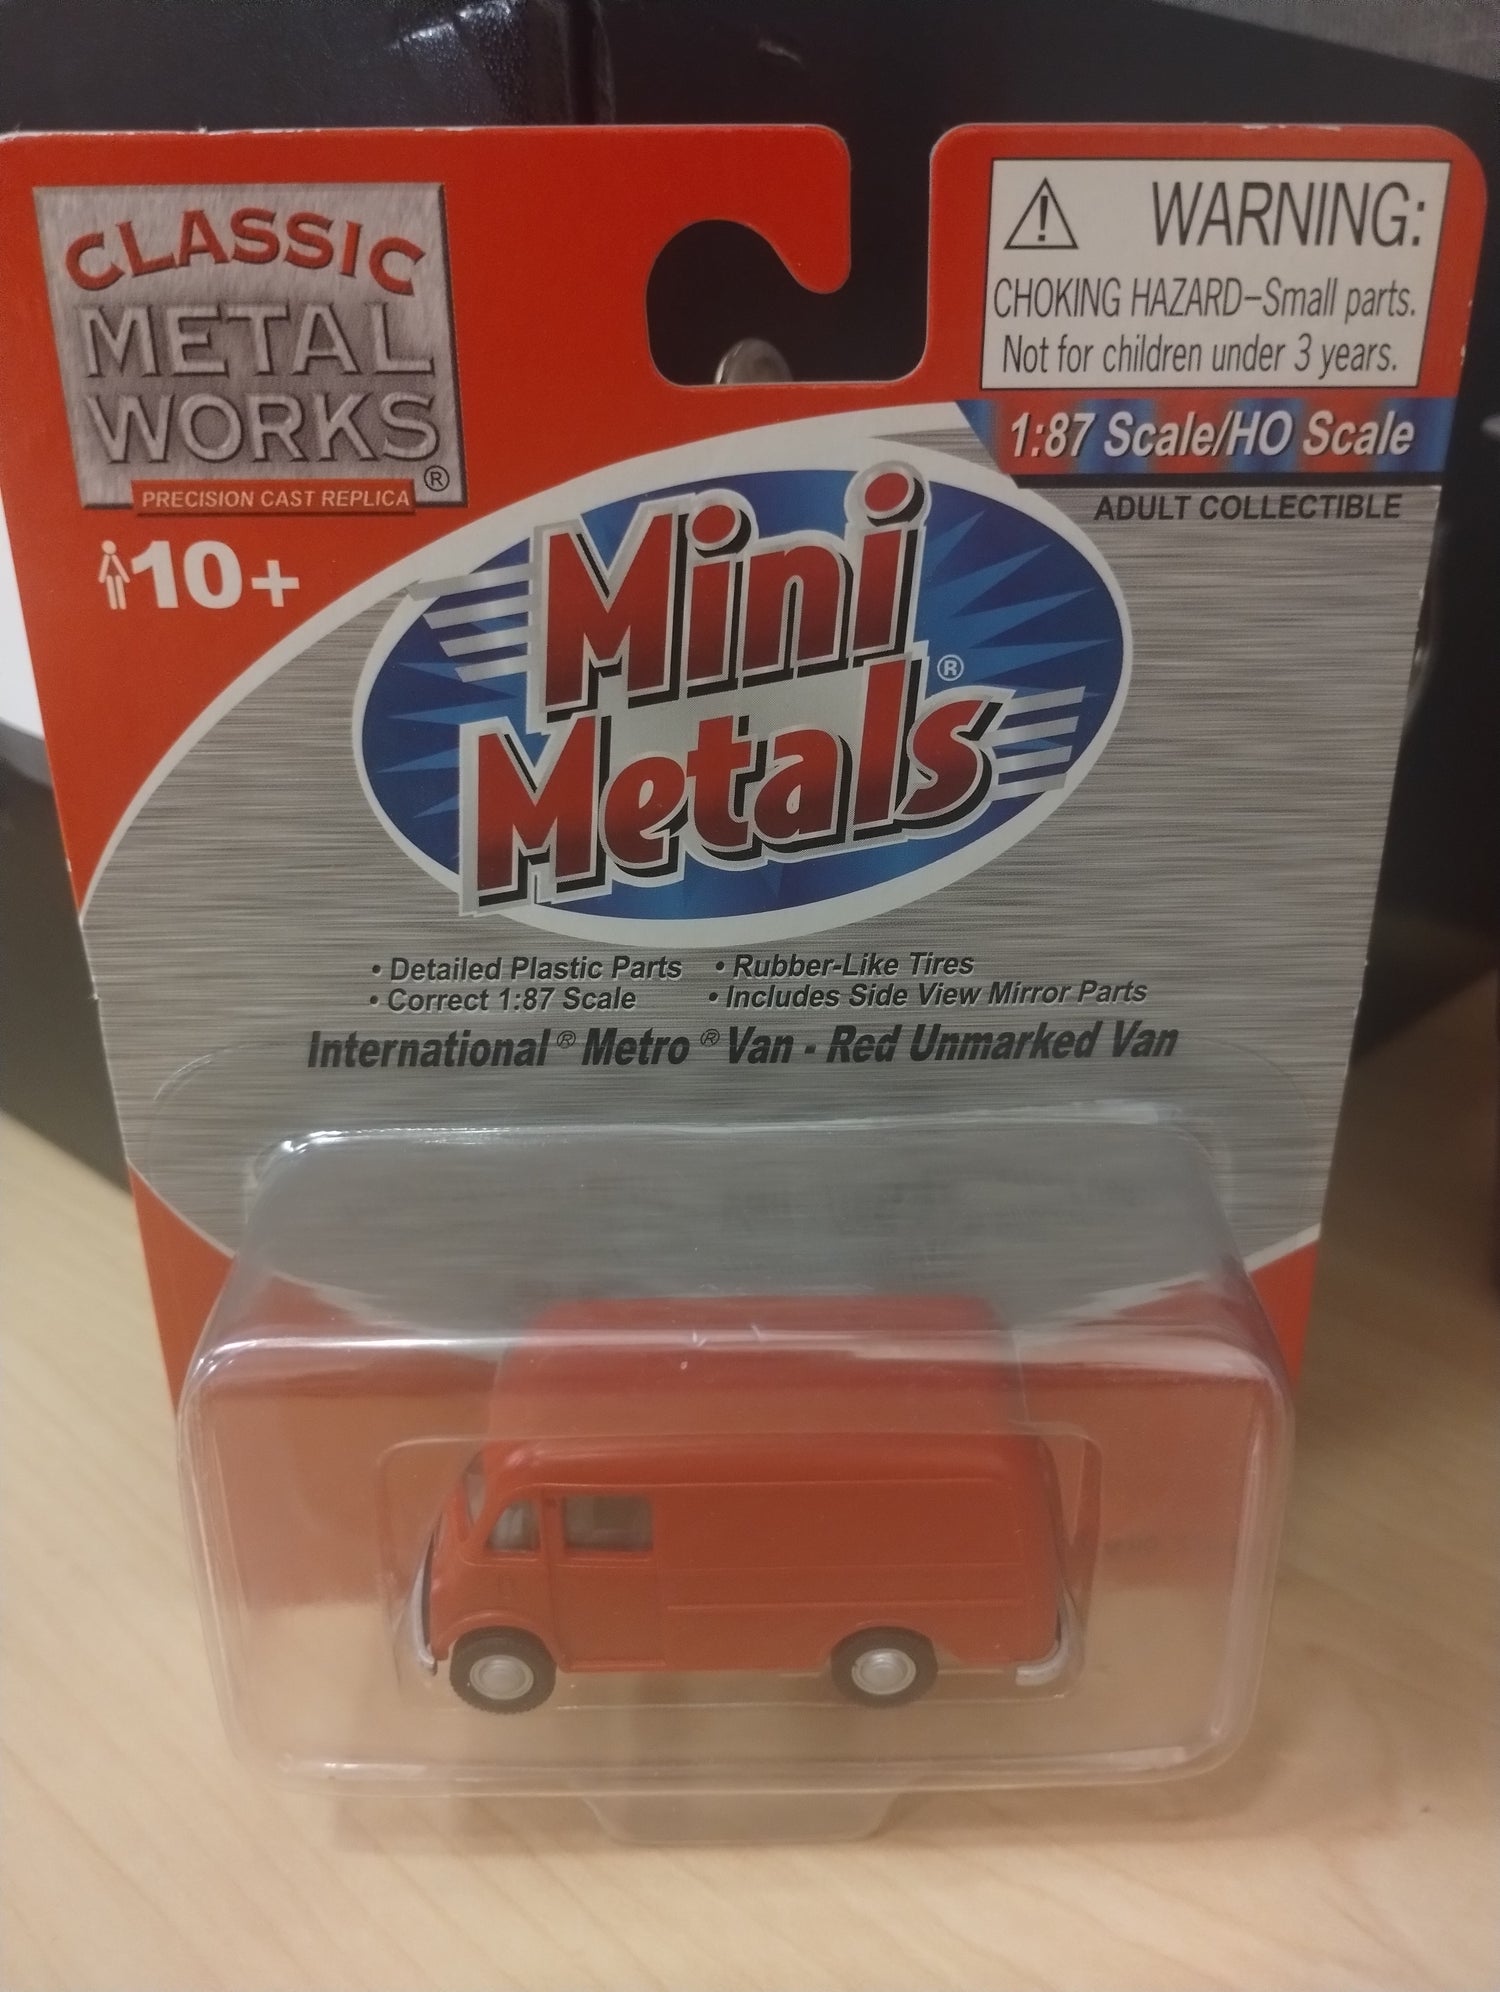 CLASSIC
METAL
WORKS®
PRECISION CAST REPLICA
10+
WARNING:
CHOKING HAZARD–Small parts.
Not for children under 3 years.
1:87 Scale/HO Scale
ADULT COLLECTIBLE
Mini
Metals®
• Detailed Plastic Parts • Rubber-Like Tires
• Correct 1:87 Scale • Includes Side View Mirror Parts
International® Metro® Van - Red Unmarked Van